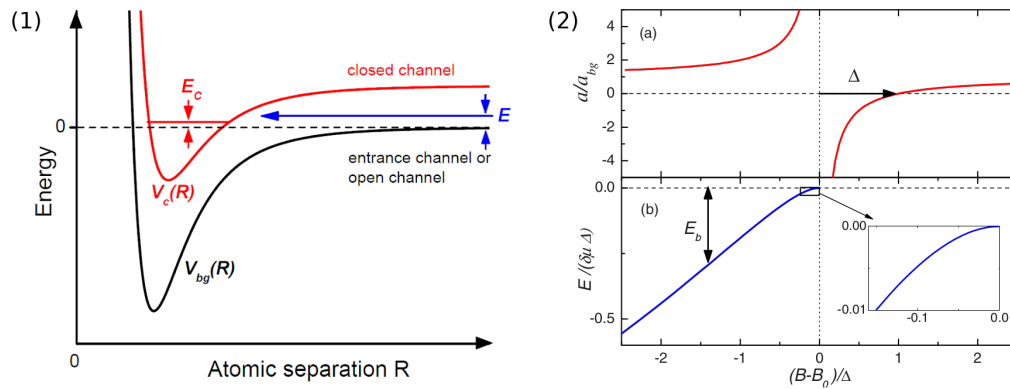 (1)
closed channel
E_c
E
0
entrance channel or
open channel
V_c(R)
V_bg(R)
Energy
0
Atomic separation R
(2)
(a)
a/a_bg
4
2
0
-2
-4
Δ
(b)
E/(δμ Δ)
0.0
-0.5
E_b
0.00
-0.01
-0.1
0.0
-2
-1
0
1
2
(B-B_0)/Δ